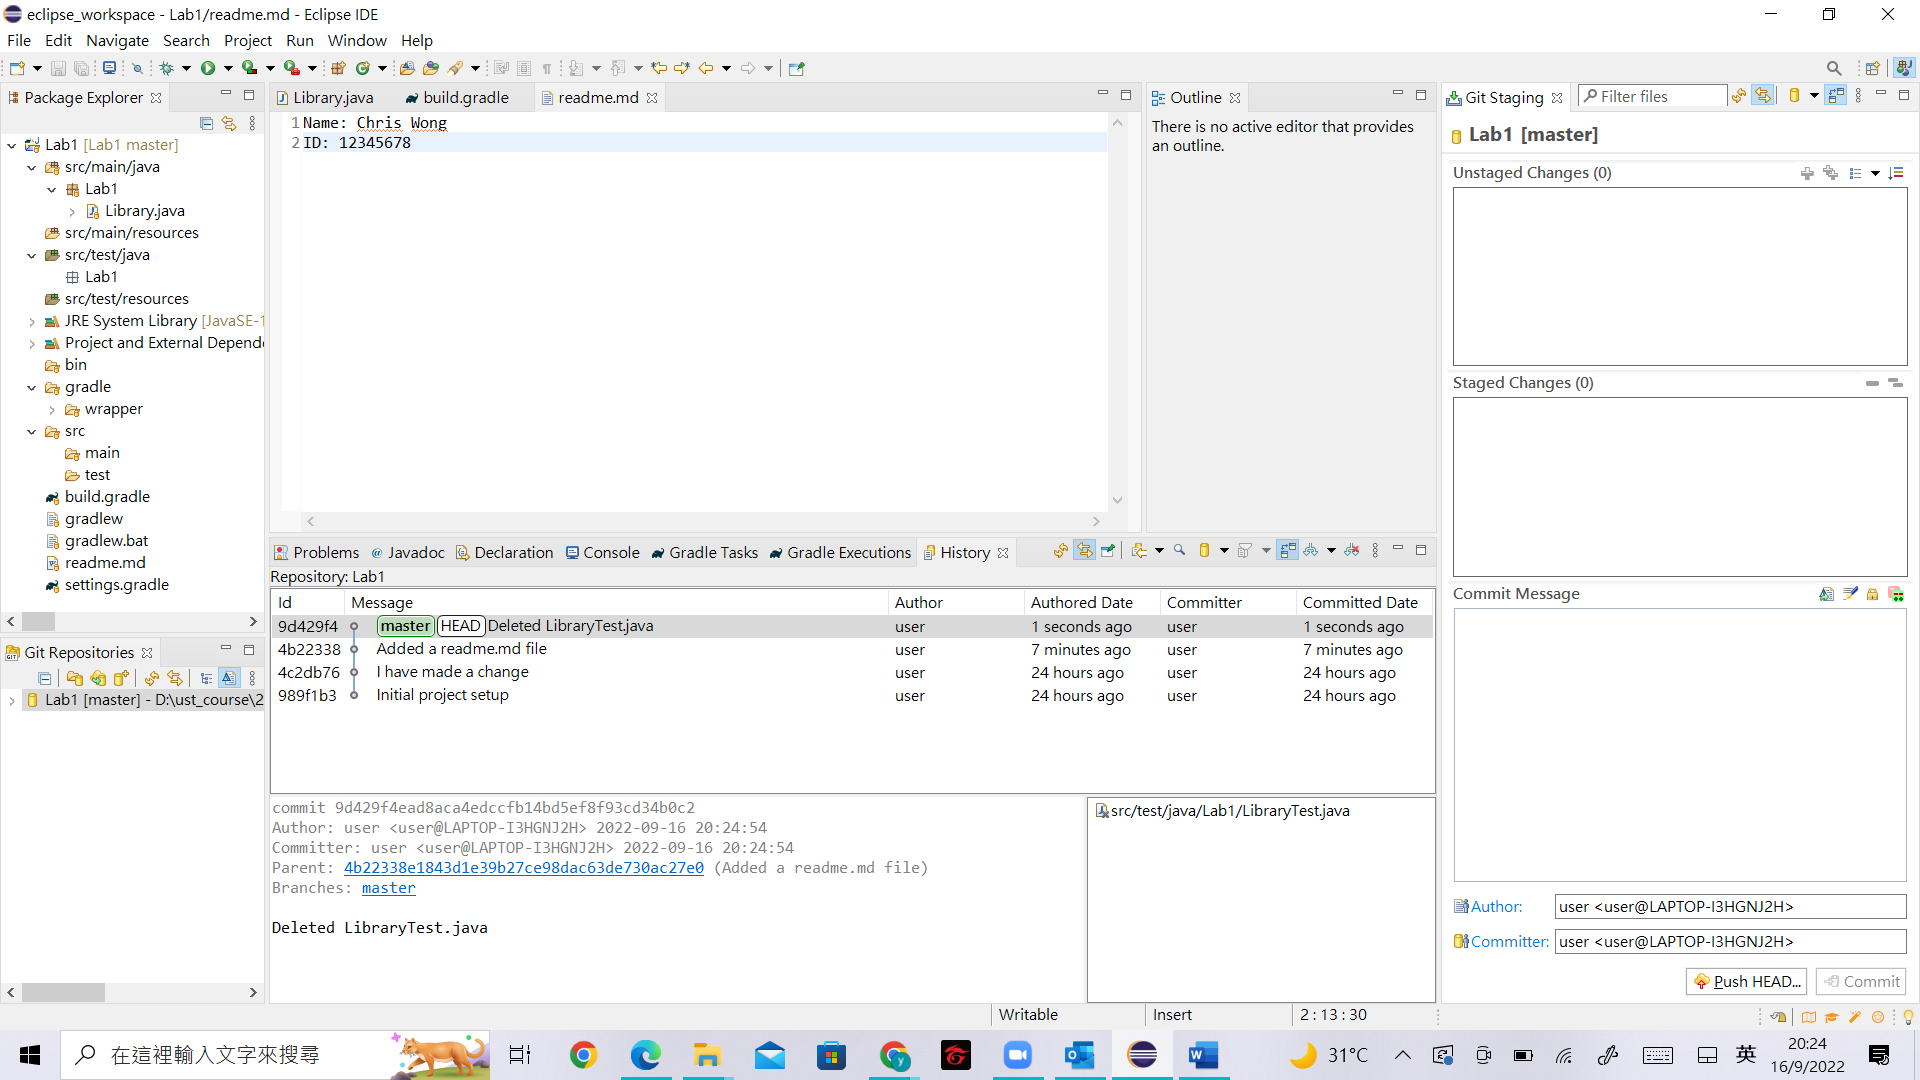 eclipse_workspace - Lab1/readme.md - Eclipse IDE
File Edit Navigate Search Project Run Window Help
Package Explorer
Lab1 [Lab1 master]
src/main/java
Lab1
Library.java
src/main/resources
src/test/java
Lab1
src/test/resources
JRE System Library [JavaSE-1
Project and External Depend
bin
gradle
wrapper
src
main
test
build.gradle
gradlew
gradlew.bat
readme.md
settings.gradle
Git Repositories
Lab1 [master] - D:\ust_course\2
Library.java build.gradle readme.md
1 Name: Chris Wong
2 ID: 12345678
Outline
There is no active editor that provides
an outline.
Problems @ Javadoc Declaration Console Gradle Tasks Gradle Executions History
Repository: Lab1
Id Message Author Authored Date Committer Committed Date
9d429f4 master HEAD Deleted LibraryTest.java user 1 seconds ago user 1 seconds ago
4b22338 Added a readme.md file user 7 minutes ago user 7 minutes ago
4c2db76 I have made a change user 24 hours ago user 24 hours ago
989f1b3 Initial project setup user 24 hours ago user 24 hours ago
commit 9d429f4ead8aca4edccfb14bd5ef8f93cd34b0c2
Author: user <user@LAPTOP-I3HGNJ2H> 2022-09-16 20:24:54
Committer: user <user@LAPTOP-I3HGNJ2H> 2022-09-16 20:24:54
Parent: 4b22338e1843d1e39b27ce98dac63de730ac27e0 (Added a readme.md file)
Branches: master
Deleted LibraryTest.java
src/test/java/Lab1/LibraryTest.java
Git Staging
Filter files
Lab1 [master]
Unstaged Changes (0)
Staged Changes (0)
Commit Message
Author: user <user@LAPTOP-I3HGNJ2H>
Committer: user <user@LAPTOP-I3HGNJ2H>
Push HEAD... Commit
Writable Insert 2 : 13 : 30
在這裡輸入文字來搜尋
31°C
英
20:24
16/9/2022